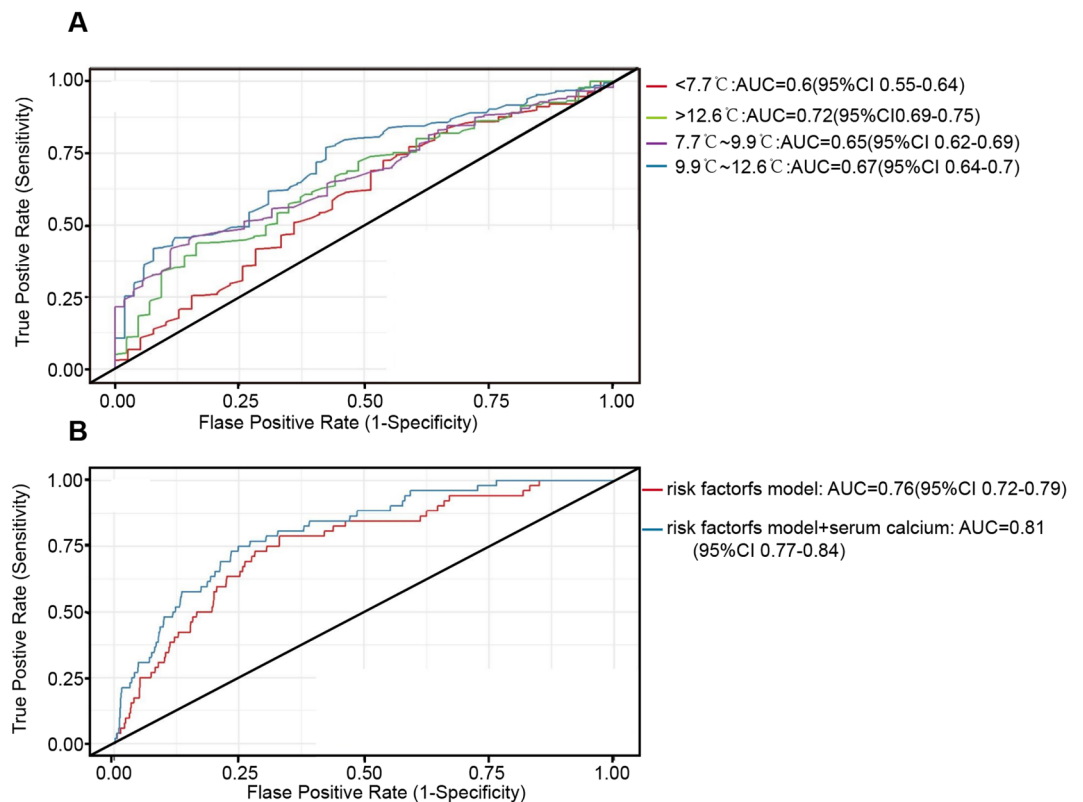 A
1.00
0.75
0.50
0.25
0.00
True Postive Rate (Sensitivity)
0.00 0.25 0.50 0.75 1.00
Flase Positive Rate (1-Specificity)
<7.7℃:AUC=0.6(95%CI 0.55-0.64)
>12.6℃:AUC=0.72(95%CI0.69-0.75)
7.7℃~9.9℃:AUC=0.65(95%CI 0.62-0.69)
9.9℃~12.6℃:AUC=0.67(95%CI 0.64-0.7)
B
1.00
0.75
0.50
0.25
0.00
True Postive Rate (Sensitivity)
0.00 0.25 0.50 0.75 1.00
Flase Positive Rate (1-Specificity)
risk factorfs model: AUC=0.76(95%CI 0.72-0.79)
risk factorfs model+serum calcium: AUC=0.81
(95%CI 0.77-0.84)